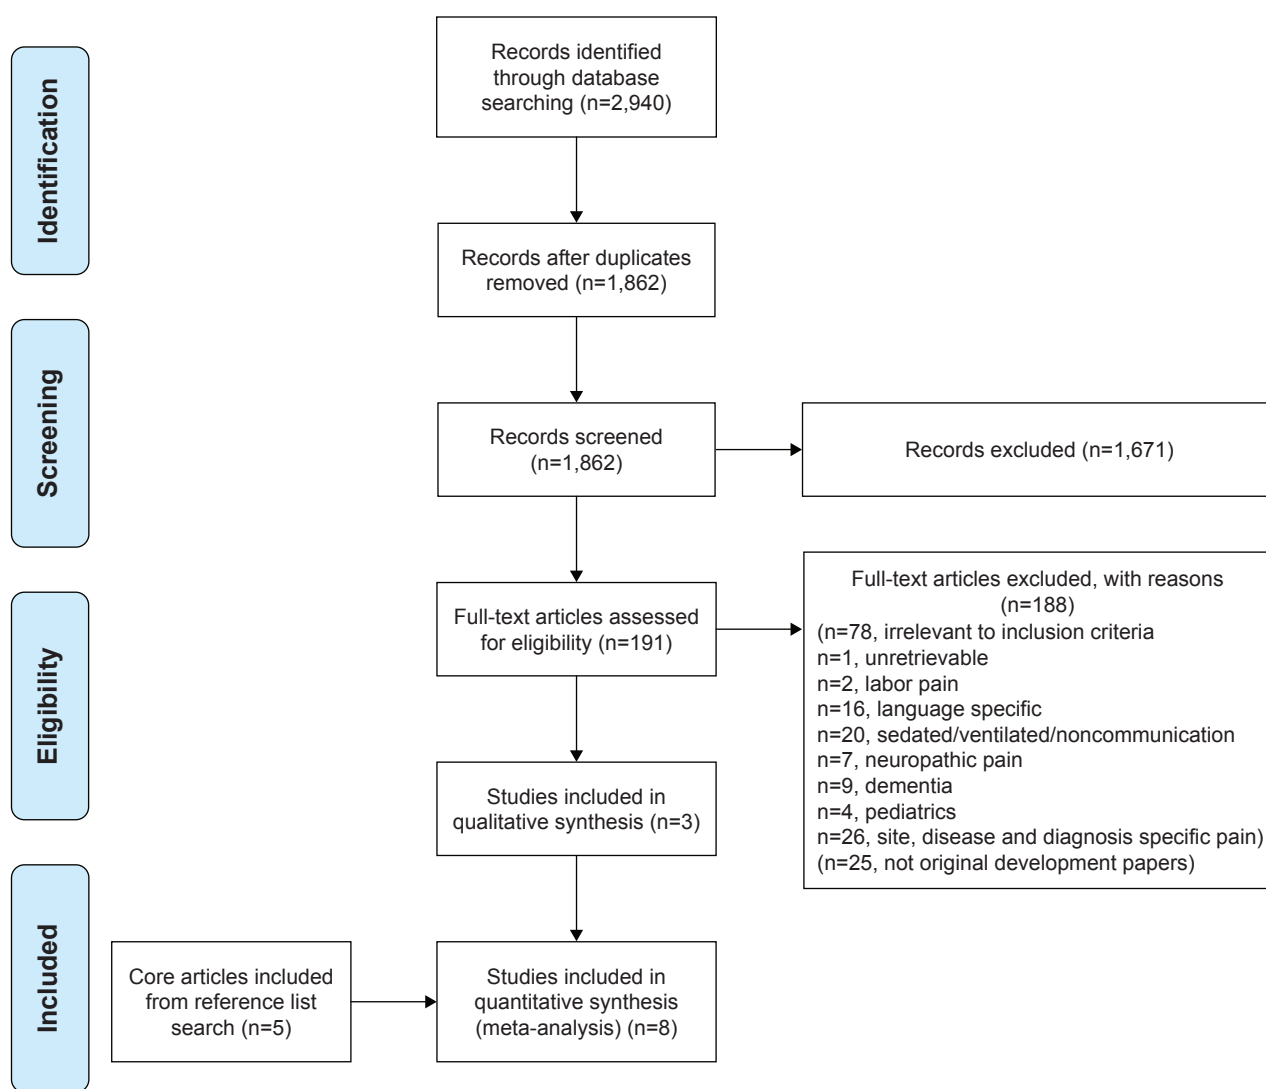 Identification
Records identified
through database
searching (n=2,940)
Records after duplicates
removed (n=1,862)
Screening
Records screened
(n=1,862)
Records excluded (n=1,671)
Eligibility
Full-text articles assessed
for eligibility (n=191)
Full-text articles excluded, with reasons
(n=188)
(n=78, irrelevant to inclusion criteria
n=1, unretrievable
n=2, labor pain
n=16, language specific
n=20, sedated/ventilated/noncommunication
n=7, neuropathic pain
n=9, dementia
n=4, pediatrics
n=26, site, disease and diagnosis specific pain)
(n=25, not original development papers)
Studies included in
qualitative synthesis (n=3)
Included
Core articles included
from reference list
search (n=5)
Studies included in
quantitative synthesis
(meta-analysis) (n=8)